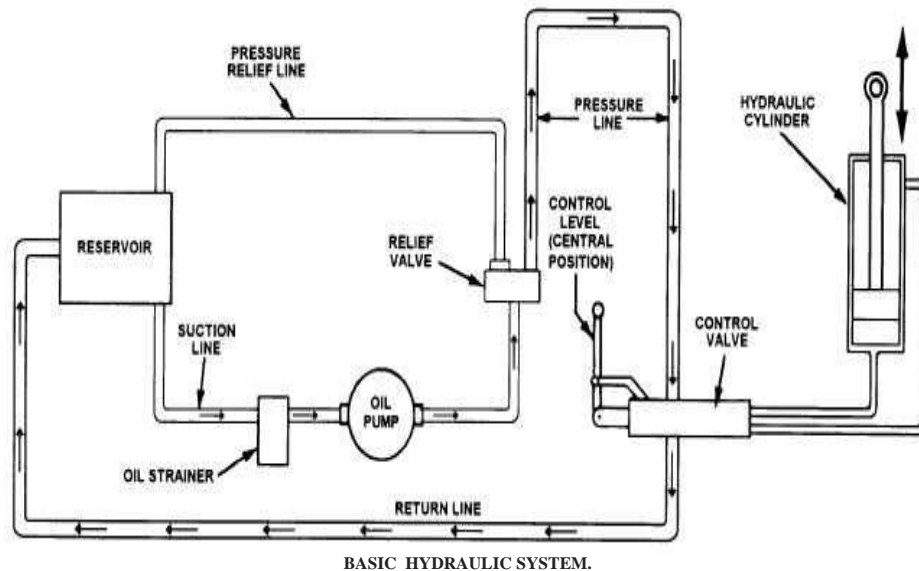 PRESSURE
RELIEF LINE
PRESSURE
LINE
HYDRAULIC
CYLINDER
RESERVOIR
RELIEF
VALVE
CONTROL
LEVEL
(CENTRAL
POSITION)
SUCTION
LINE
CONTROL
VALVE
OIL
PUMP
OIL STRAINER
RETURN LINE
BASIC HYDRAULIC SYSTEM.